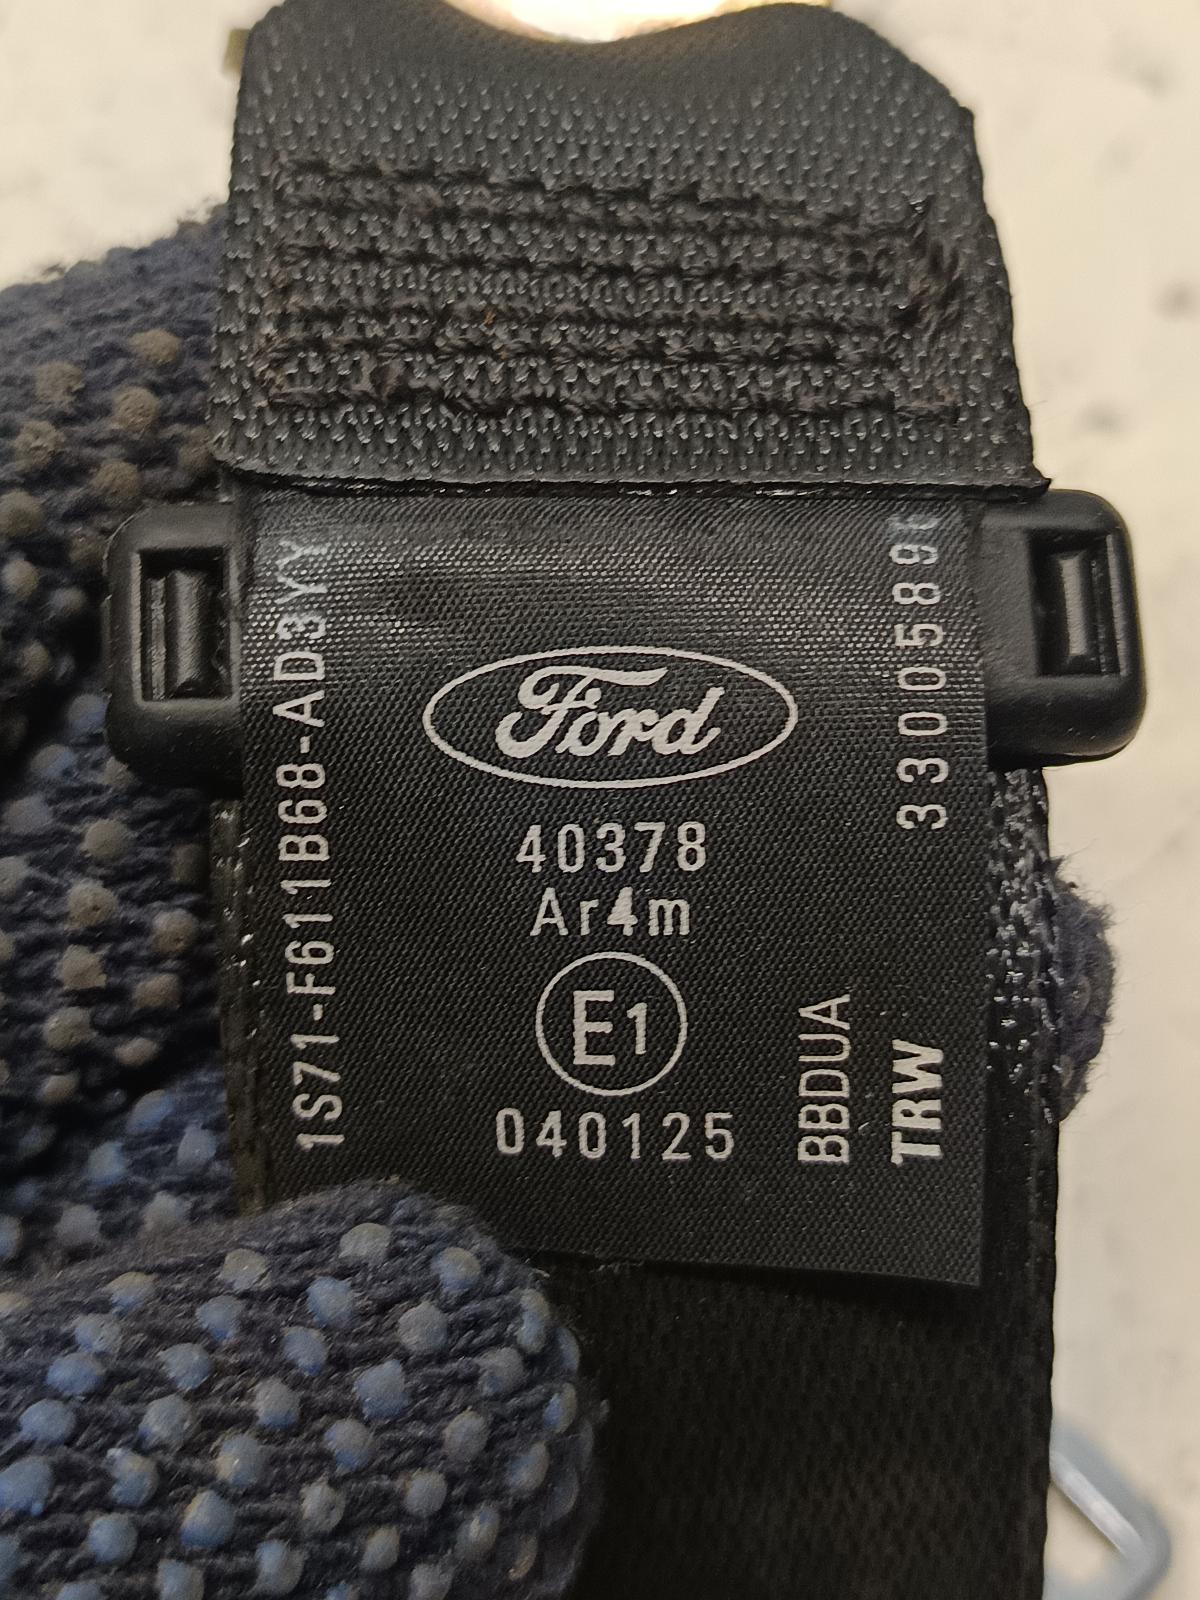 1S71-F611B68-AD3YY
Ford
40378
Ar4m
E1
040125
BBDUA
TRW
3300589